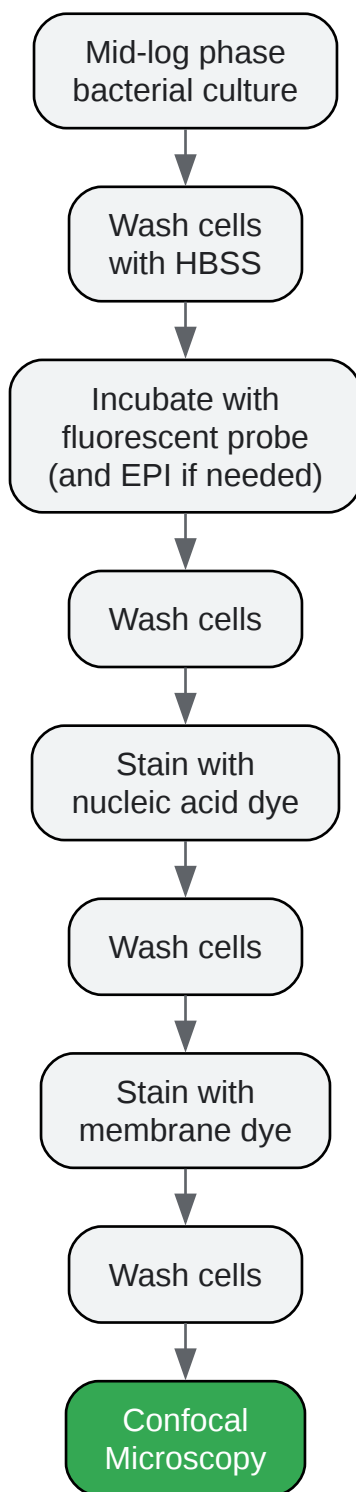 Mid-log phase
bacterial culture
Wash cells
with HBSS
Incubate with
fluorescent probe
(and EPI if needed)
Wash cells
Stain with
nucleic acid dye
Wash cells
Stain with
membrane dye
Wash cells
Confocal
Microscopy